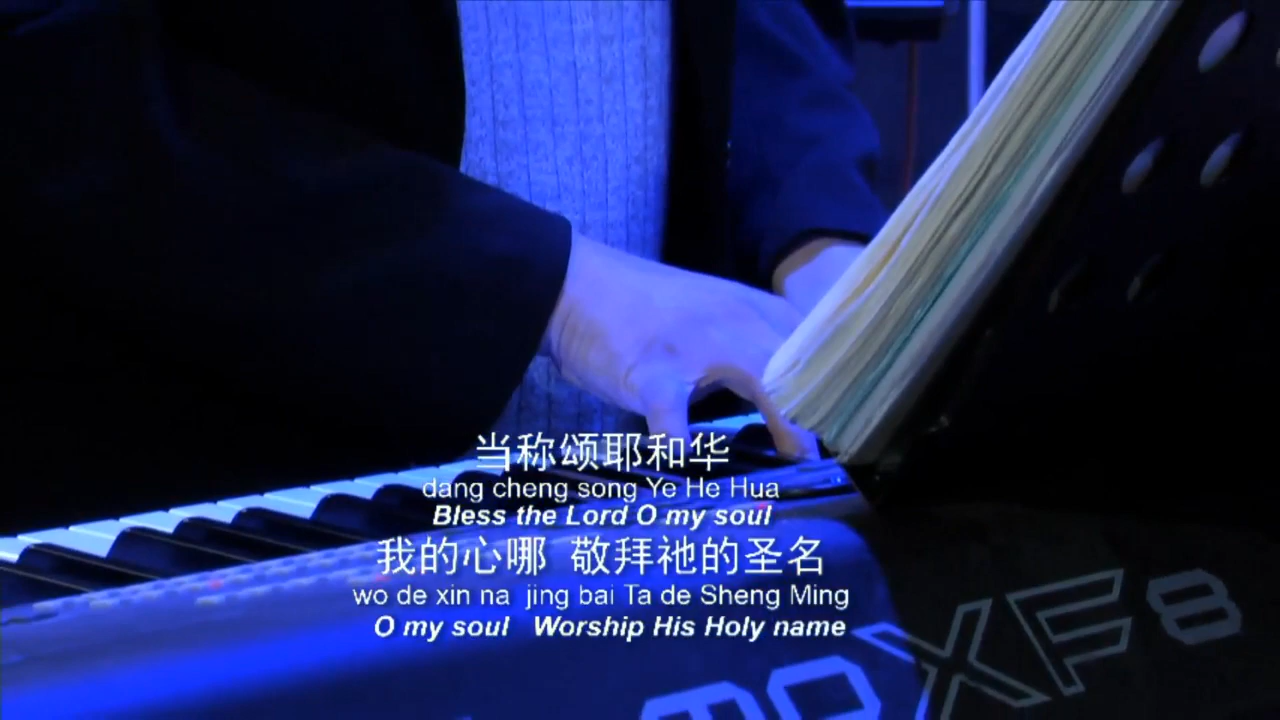 当称颂耶和华
dang cheng song Ye He Hua
Bless the Lord O my soul
我的心哪 敬拜祂的圣名
wo de xin na jing bai Ta de Sheng Ming
O my soul Worship His Holy name
MOXF8